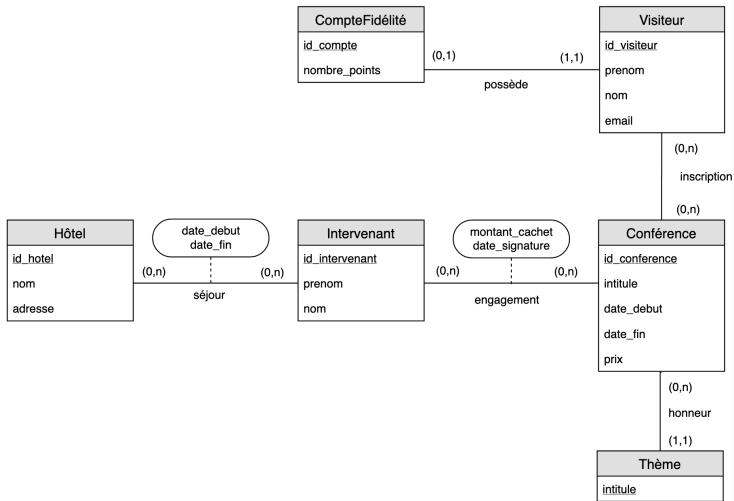 CompteFidélité
id_compte
nombre_points
(0,1)
(1,1)
possède
Visiteur
id_visiteur
prenom
nom
email
(0,n)
inscription
(0,n)
Hôtel
id_hotel
nom
adresse
date_debut
date_fin
(0,n)
(0,n)
séjour
Intervenant
id_intervenant
prenom
nom
montant_cachet
date_signature
(0,n)
(0,n)
engagement
Conférence
id_conference
intitule
date_debut
date_fin
prix
(0,n)
honneur
(1,1)
Thème
intitule